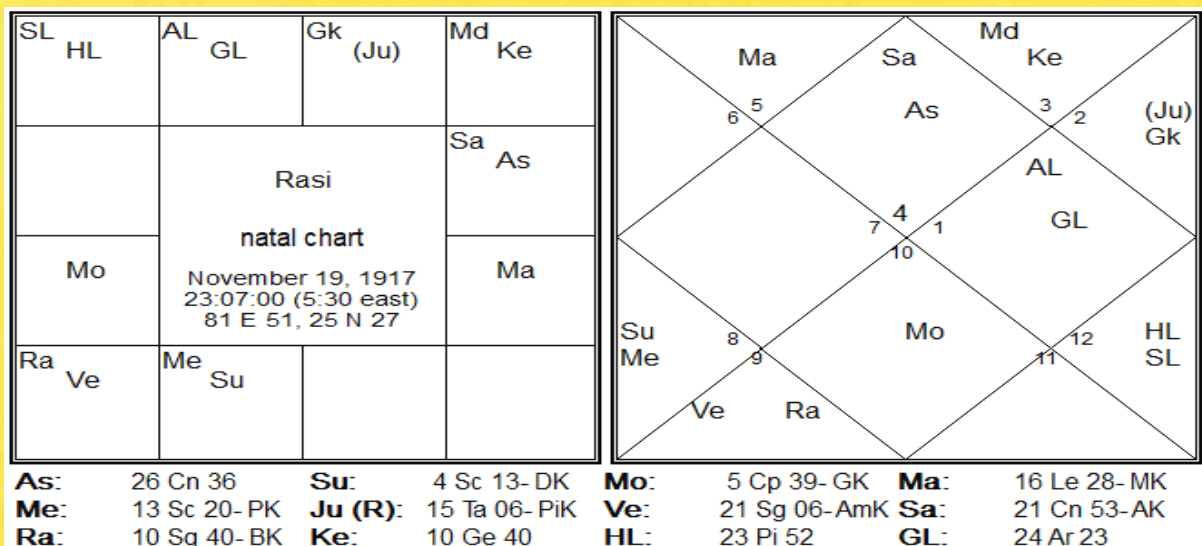 SL HL AL GL Gk (Ju) Md Ke
Sa As
Rasi
natal chart
November 19, 1917
23:07:00 (5:30 east)
81 E 51, 25 N 27
Mo
Ma
Ra Ve Me Su
Md
Ma Sa Ke
5 As 3 (Ju)
6 2 Gk
AL
GL
4
7 1
10
Su 8 Mo 12 HL
Me 9 11 SL
Ve Ra
As: 26 Cn 36 Su: 4 Sc 13- DK Mo: 5 Cp 39- GK Ma: 16 Le 28- MK
Me: 13 Sc 20- PK Ju (R): 15 Ta 06- PiK Ve: 21 Sg 06- AmK Sa: 21 Cn 53- AK
Ra: 10 Sg 40- BK Ke: 10 Ge 40 HL: 23 Pi 52 GL: 24 Ar 23